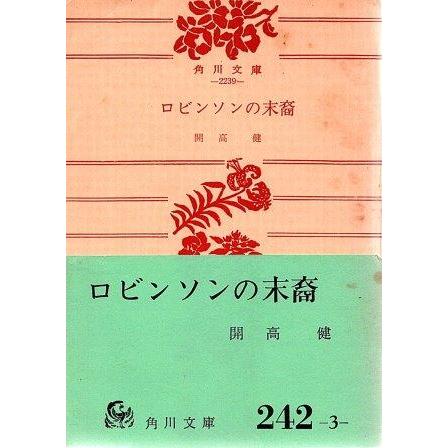 角川文庫
—2239—
ロビンソンの末裔
開高 健
ロビンソンの末裔
開高 健
角川文庫 242 —3—